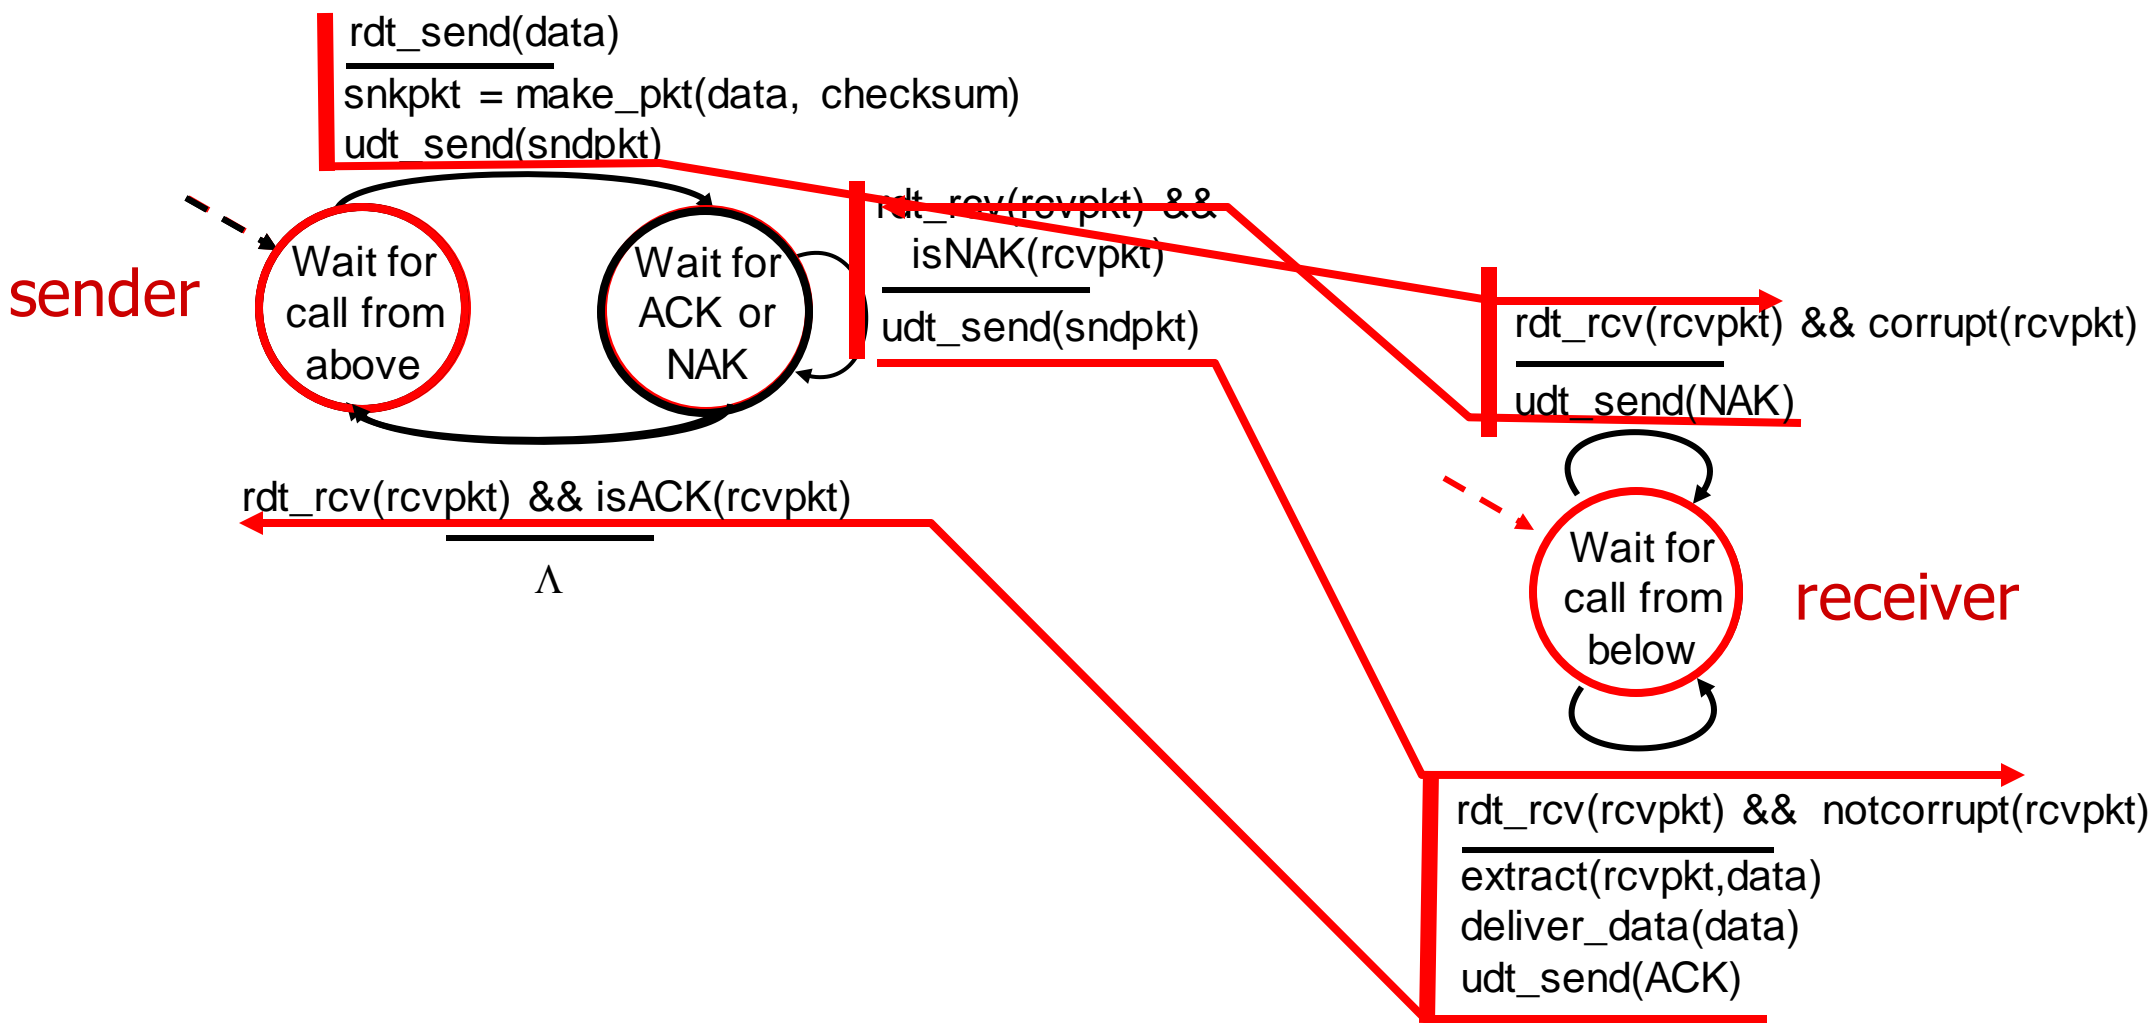 rdt_send(data)
snkpkt = make_pkt(data, checksum)
udt_send(sndpkt)
rdt_rcv(rcvpkt) &&
isNAK(rcvpkt)
udt_send(sndpkt)
sender
Wait for
call from
above
Wait for
ACK or
NAK
rdt_rcv(rcvpkt) && isACK(rcvpkt)
Λ
rdt_rcv(rcvpkt) && corrupt(rcvpkt)
udt_send(NAK)
Wait for
call from
below
receiver
rdt_rcv(rcvpkt) && notcorrupt(rcvpkt)
extract(rcvpkt,data)
deliver_data(data)
udt_send(ACK)